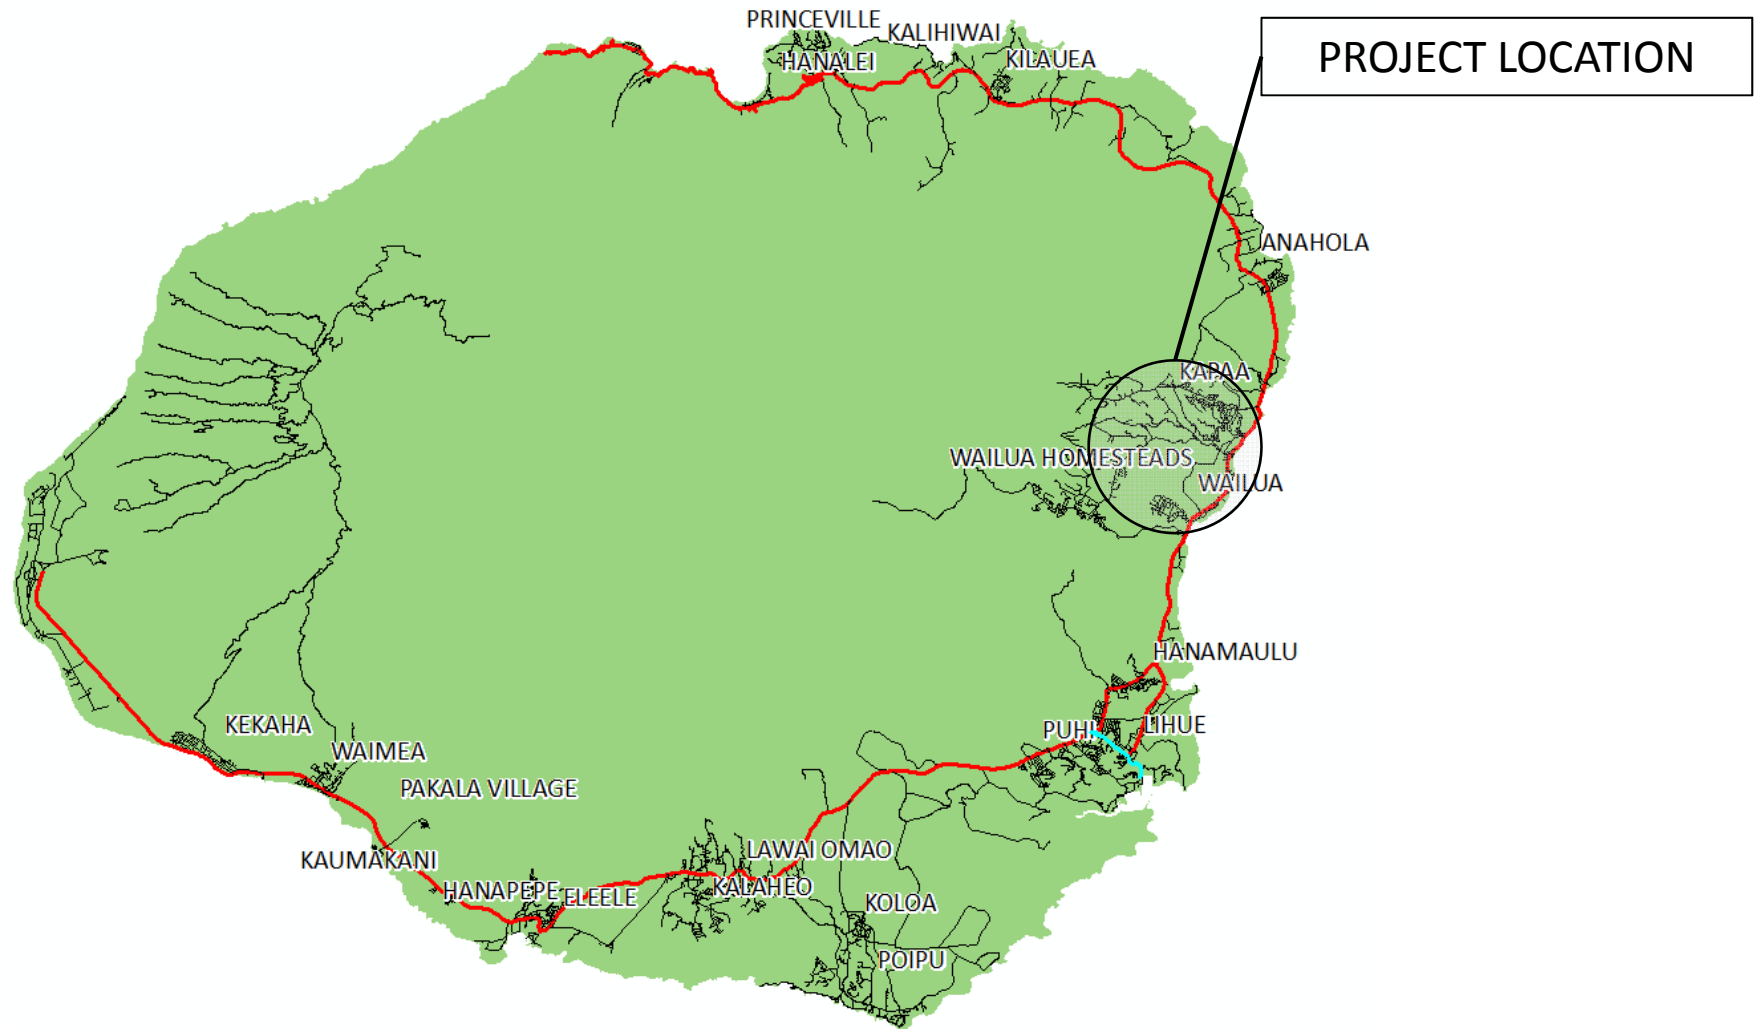 PRINCEVILLE
KALIHIWAI
PROJECT LOCATION
HANALEI
KILAUEA
ANAHOLA
KAPAA
WAILUA HOMESTEADS
WAILUA
HANAMAULU
KEKAHA
PUHI
LIHUE
WAIMEA
PAKALA VILLAGE
LAWAI OMAO
KAUMAKANI
KALAHEO
HANAPEPE
ELEELE
KOLOA
POIPU